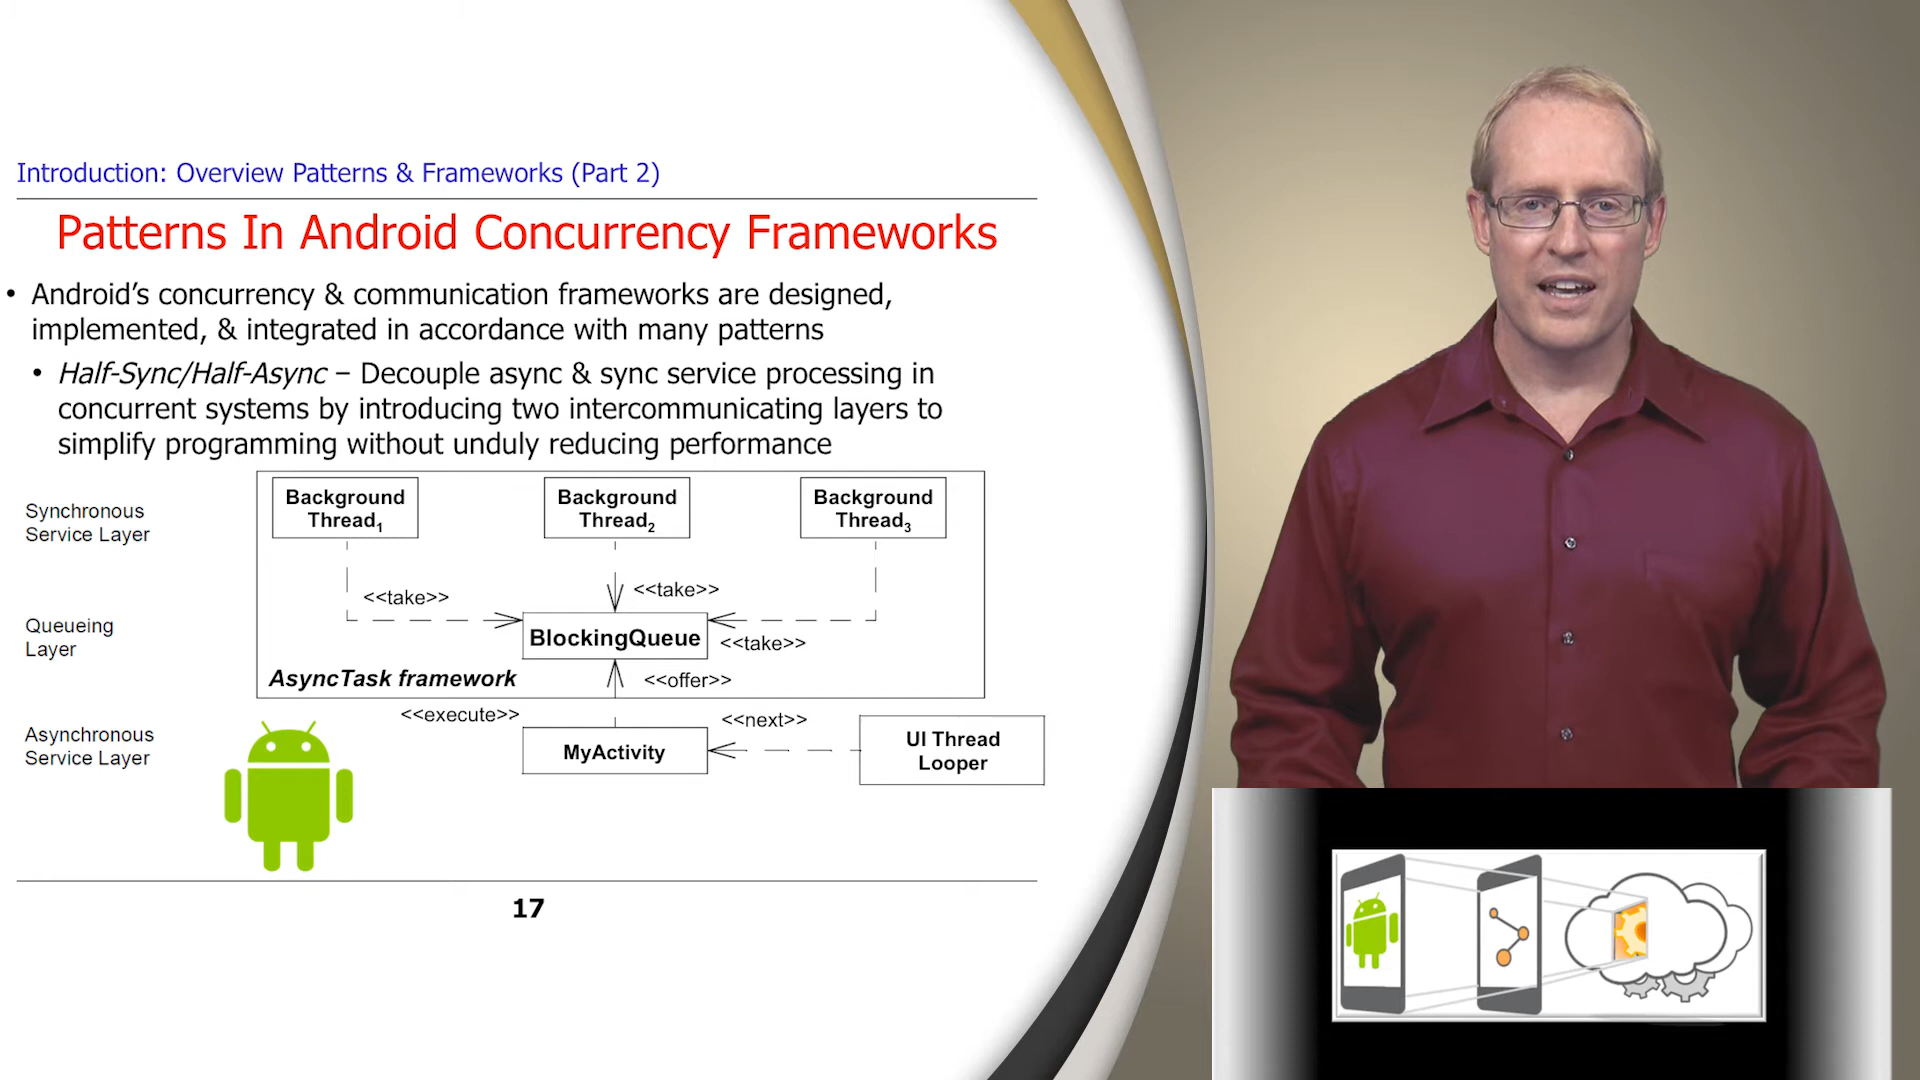 Introduction: Overview Patterns & Frameworks (Part 2)
Patterns In Android Concurrency Frameworks
• Android’s concurrency & communication frameworks are designed,
implemented, & integrated in accordance with many patterns
• Half-Sync/Half-Async – Decouple async & sync service processing in
concurrent systems by introducing two intercommunicating layers to
simplify programming without unduly reducing performance
Synchronous
Service Layer
Background
Thread1
Background
Thread2
Background
Thread3
<<take>>
<<take>>
<<take>>
Queueing
Layer
BlockingQueue
AsyncTask framework
<<offer>>
<<execute>>
<<next>>
Asynchronous
Service Layer
MyActivity
UI Thread
Looper
17